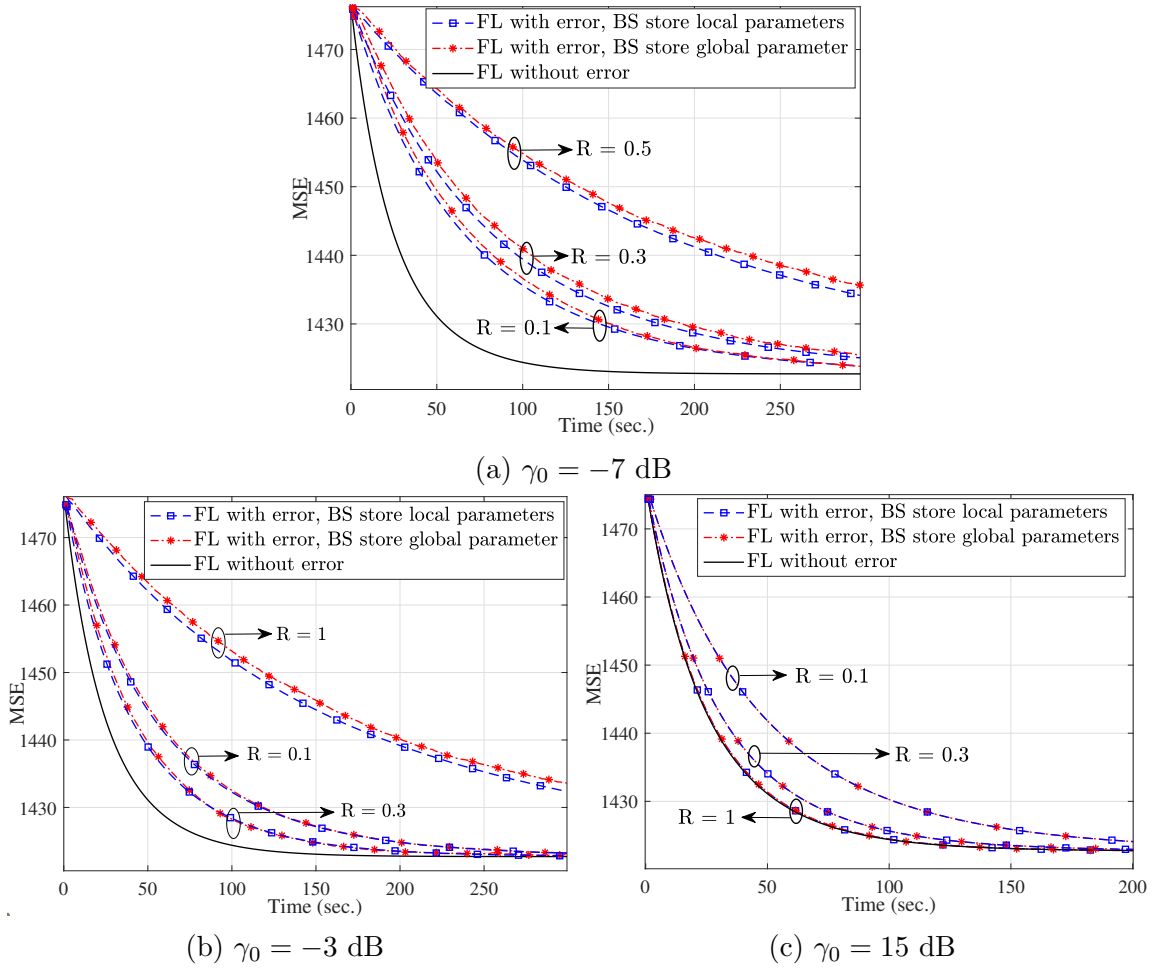 FL with error, BS store local parameters
FL with error, BS store global parameter
FL without error
MSE
1470
1460
1450
1440
1430
R = 0.5
R = 0.3
R = 0.1
0 50 100 150 200 250
Time (sec.)
(a) γ0 = −7 dB
FL with error, BS store local parameters
FL with error, BS store global parameter
FL without error
MSE
1470
1460
1450
1440
1430
R = 1
R = 0.1
R = 0.3
0 50 100 150 200 250
Time (sec.)
(b) γ0 = −3 dB
FL with error, BS store local parameters
FL with error, BS store global parameters
FL without error
MSE
1470
1460
1450
1440
1430
R = 0.1
R = 0.3
R = 1
0 50 100 150 200
Time (sec.)
(c) γ0 = 15 dB